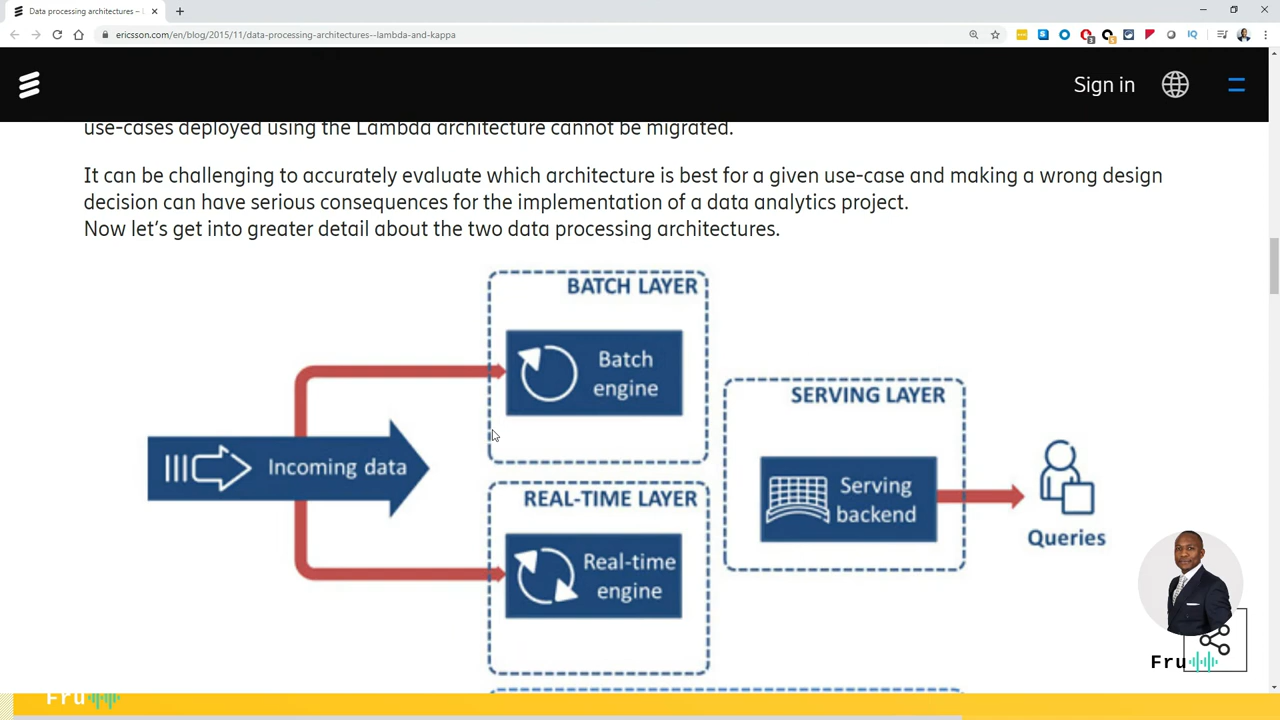 Data processing architectures –
ericsson.com/en/blog/2015/11/data-processing-architectures--lambda-and-kappa
Sign in
use-cases deployed using the Lambda architecture cannot be migrated.
It can be challenging to accurately evaluate which architecture is best for a given use-case and making a wrong design
decision can have serious consequences for the implementation of a data analytics project.
Now let's get into greater detail about the two data processing architectures.
BATCH LAYER
Batch
engine
Incoming data
REAL-TIME LAYER
Real-time
engine
SERVING LAYER
Serving
backend
Queries
Fru
Fru